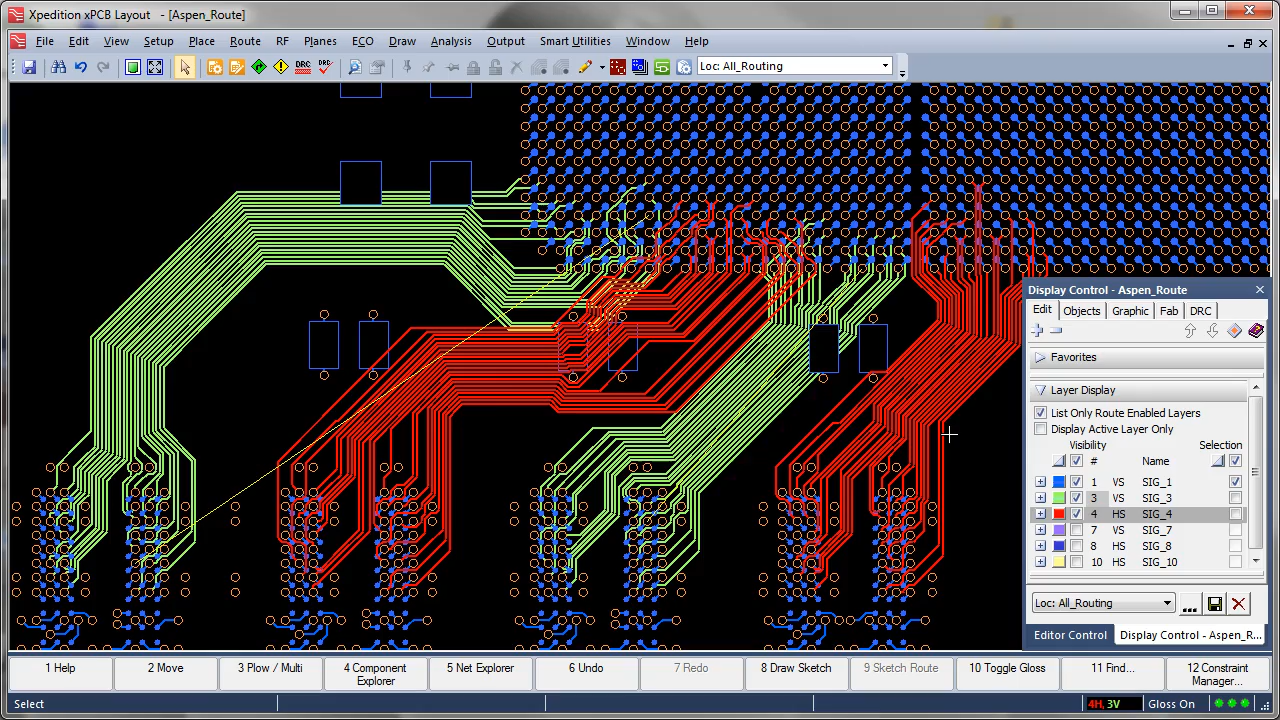 Xpedition xPCB Layout - [Aspen_Route]
File Edit View Setup Place Route RF Planes ECO Draw Analysis Output Smart Utilities Window Help
DRC DRC Loc: All_Routing
Display Control - Aspen_Route
Edit Objects Graphic Fab DRC
Favorites
Layer Display
List Only Route Enabled Layers
Display Active Layer Only
Visibility Selection
# Name
1 VS SIG_1
3 VS SIG_3
4 HS SIG_4
7 VS SIG_7
8 HS SIG_8
10 HS SIG_10
Loc: All_Routing ...
Editor Control Display Control - Aspen_R...
1 Help 2 Move 3 Plow / Multi 4 Component Explorer 5 Net Explorer 6 Undo 7 Redo 8 Draw Sketch 9 Sketch Route 10 Toggle Gloss 11 Find... 12 Constraint Manager...
Select 4H, 3V Gloss On